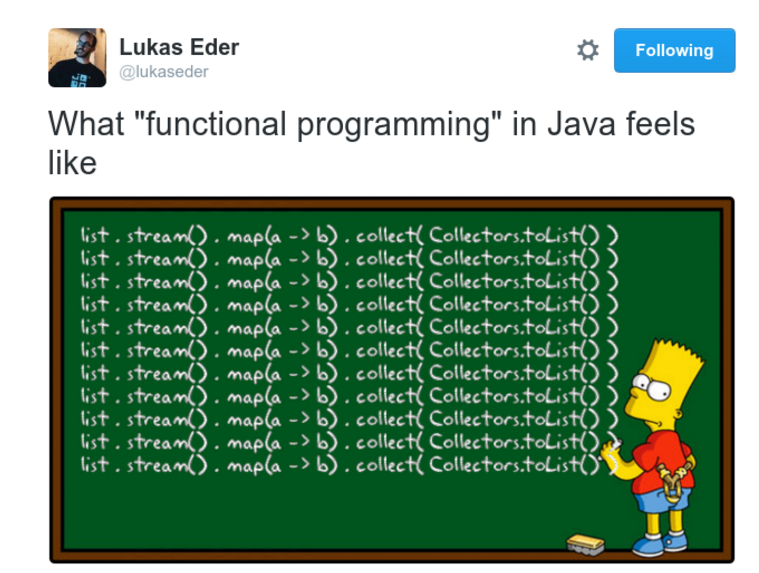 Lukas Eder
@lukaseder
Following
What "functional programming" in Java feels
like
list . stream() . map(a -> b) . collect( Collectors.toList() )
list . stream() . map(a -> b) . collect( Collectors.toList() )
list . stream() . map(a -> b) . collect( Collectors.toList() )
list . stream() . map(a -> b) . collect( Collectors.toList() )
list . stream() . map(a -> b) . collect( Collectors.toList() )
list . stream() . map(a -> b) . collect( Collectors.toList() )
list . stream() . map(a -> b) . collect( Collectors.toList() )
list . stream() . map(a -> b) . collect( Collectors.toList() )
list . stream() . map(a -> b) . collect( Collectors.toList() )
list . stream() . map(a -> b) . collect( Collectors.toList() )
list . stream() . map(a -> b) . collect( Collectors.toList()